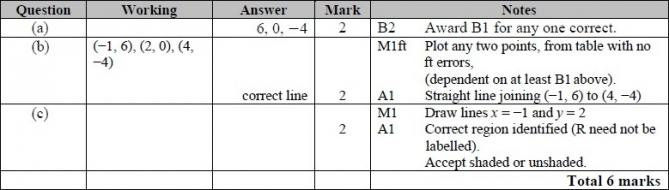 Question Working Answer Mark Notes
(a) 6, 0, −4 2 B2 Award B1 for any one correct.
(b) (−1, 6), (2, 0), (4, M1ft Plot any two points, from table with no
−4) ft errors,
(dependent on at least B1 above).
correct line 2 A1 Straight line joining (−1, 6) to (4, −4)
(c) M1 Draw lines x = −1 and y = 2
2 A1 Correct region identified (R need not be
labelled).
Accept shaded or unshaded.
Total 6 marks